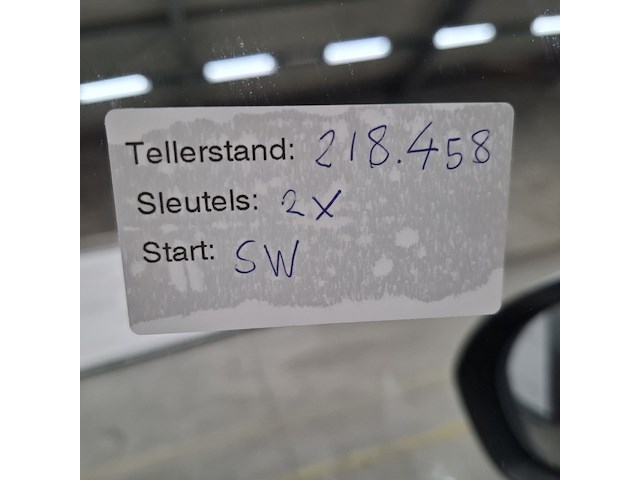 Tellerstand: 218.458
Sleutels: 2x
Start: SW